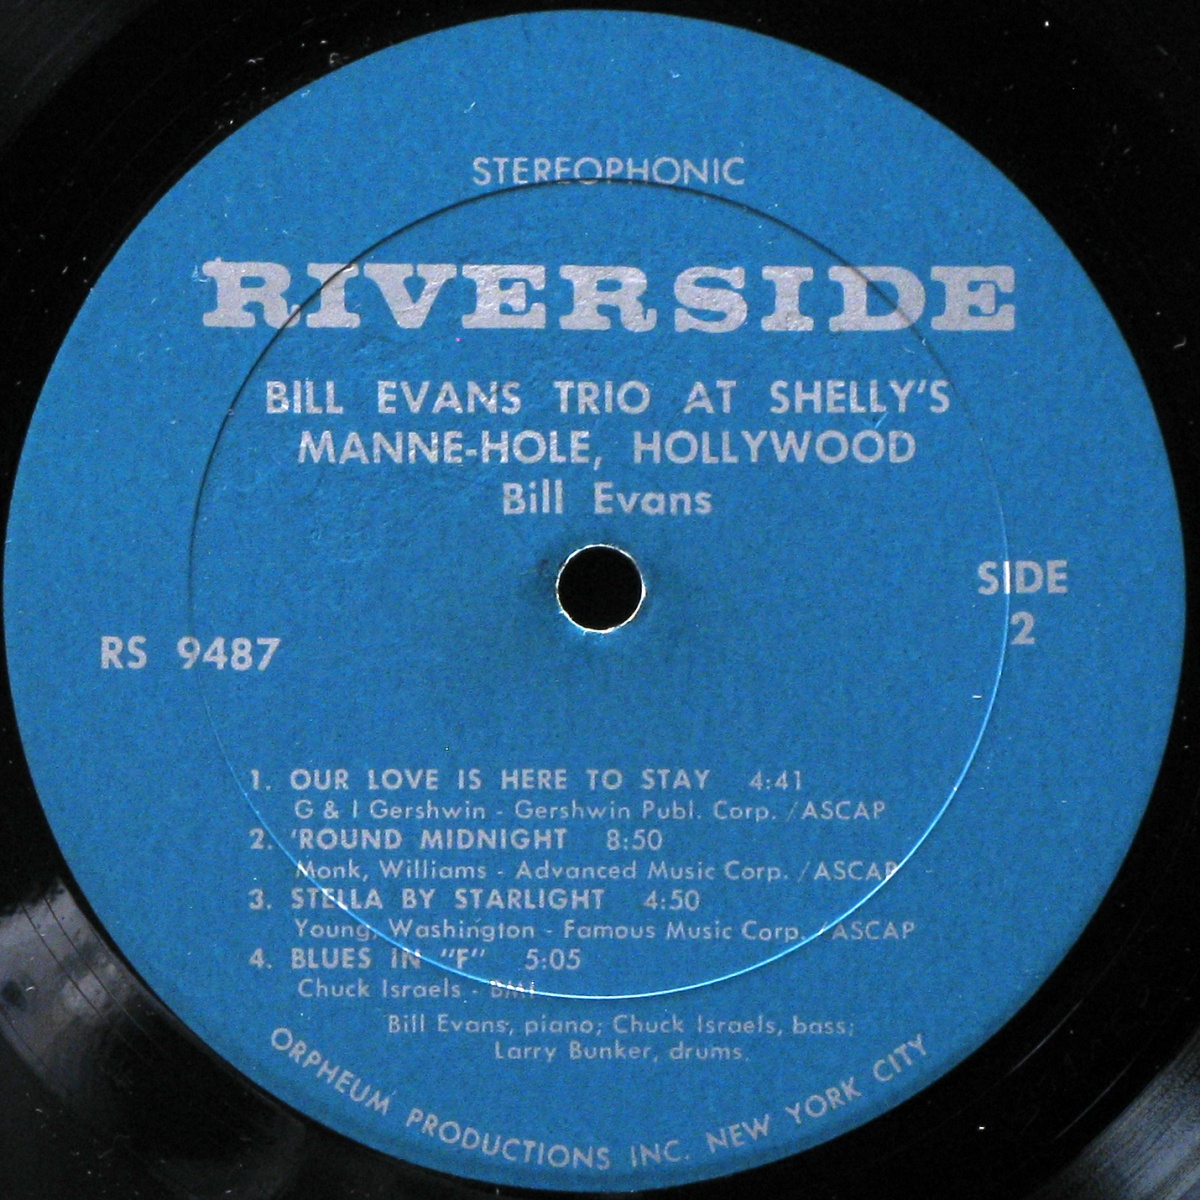 STEREOPHONIC
RIVERSIDE
BILL EVANS TRIO AT SHELLY'S
MANNE-HOLE, HOLLYWOOD
Bill Evans
SIDE
2
RS 9487
1. OUR LOVE IS HERE TO STAY 4:41
G & I Gershwin - Gershwin Publ. Corp. /ASCAP
2. 'ROUND MIDNIGHT 8:50
Monk, Williams - Advanced Music Corp. /ASCAP
3. STELLA BY STARLIGHT 4:50
Young, Washington - Famous Music Corp. /ASCAP
4. BLUES IN "F" 5:05
Chuck Israels - BMI
Bill Evans, piano; Chuck Israels, bass;
Larry Bunker, drums.
ORPHEUM PRODUCTIONS INC. NEW YORK CITY